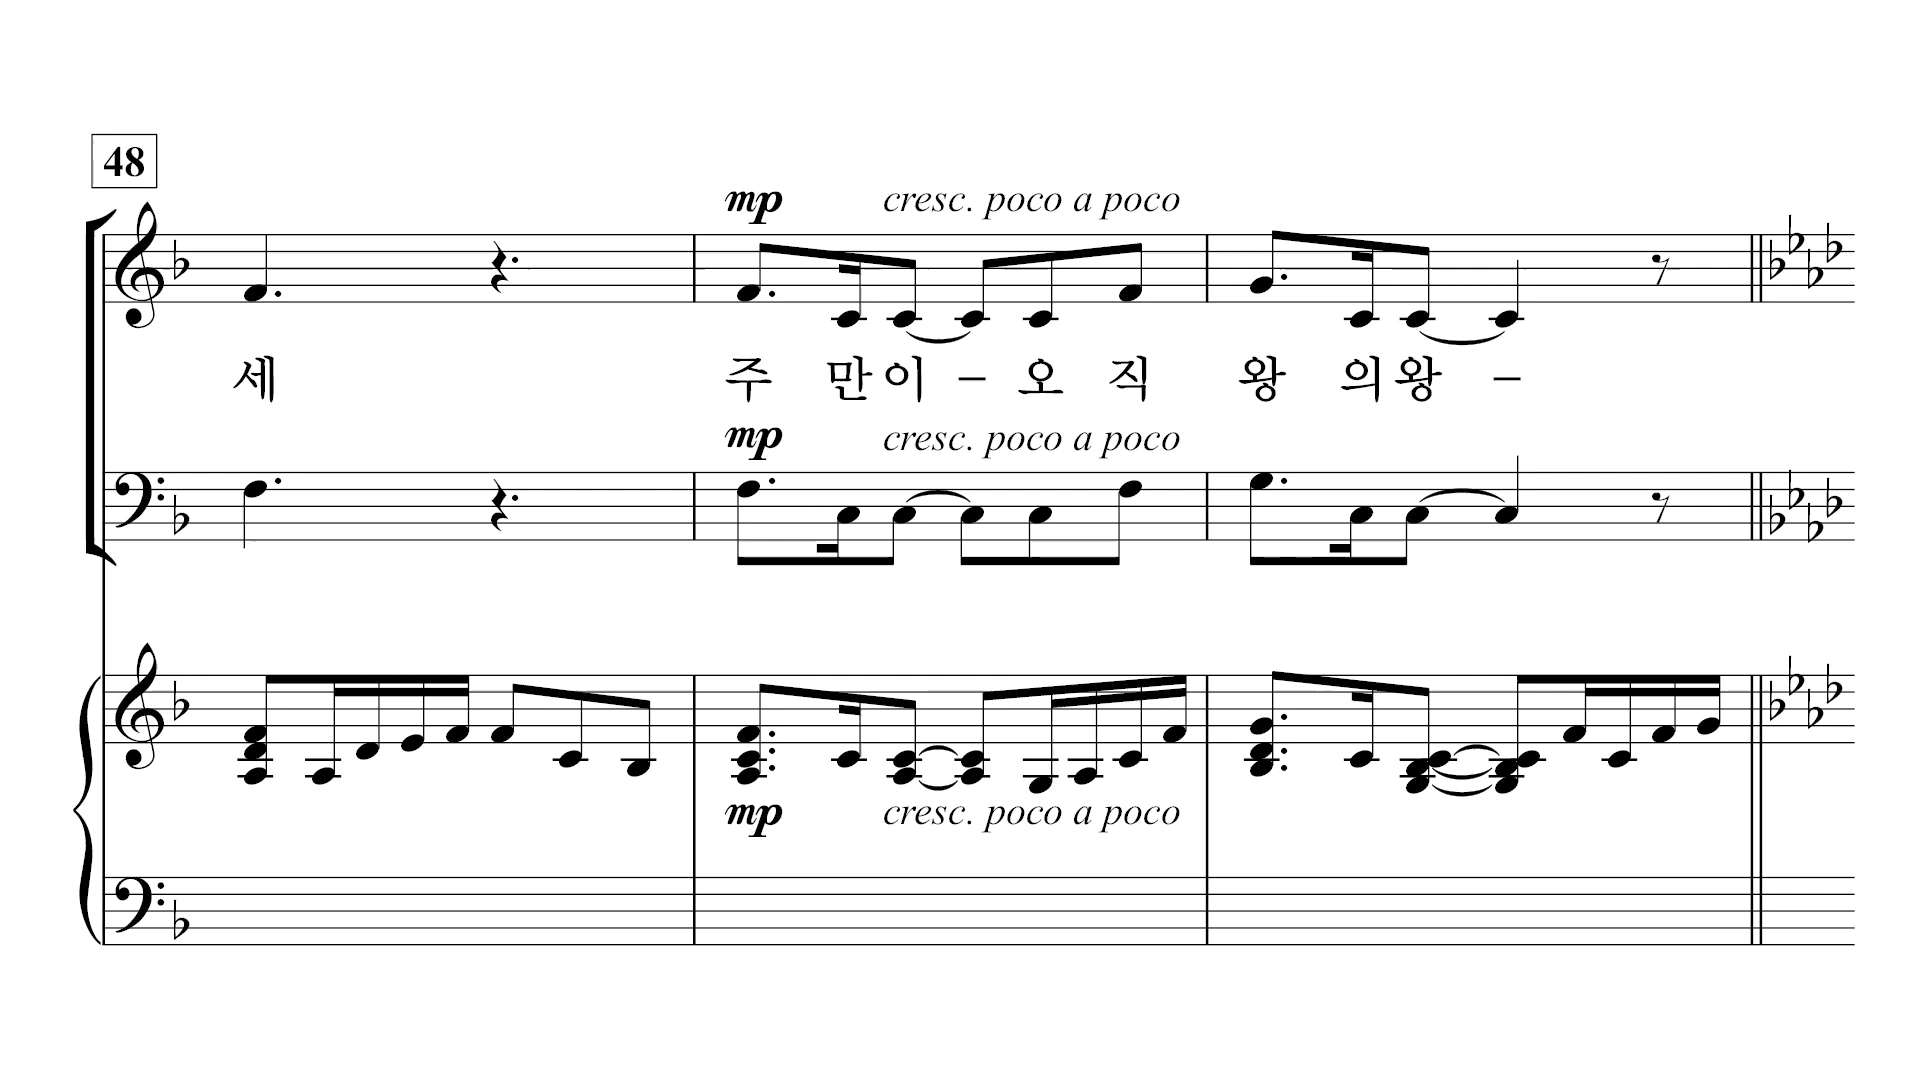 48
mp cresc. poco a poco
세 주 만 이 – 오 직 왕 의 왕 –
mp cresc. poco a poco
mp cresc. poco a poco